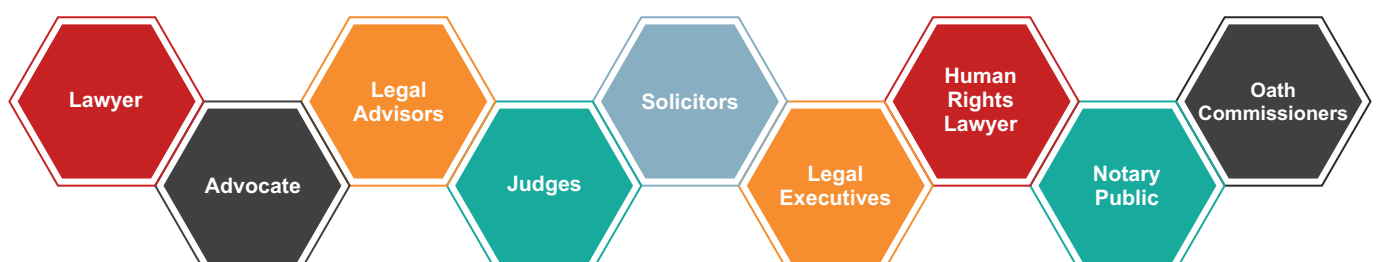 Lawyer
Advocate
Legal
Advisors
Judges
Solicitors
Legal
Executives
Human
Rights
Lawyer
Notary
Public
Oath
Commissioners